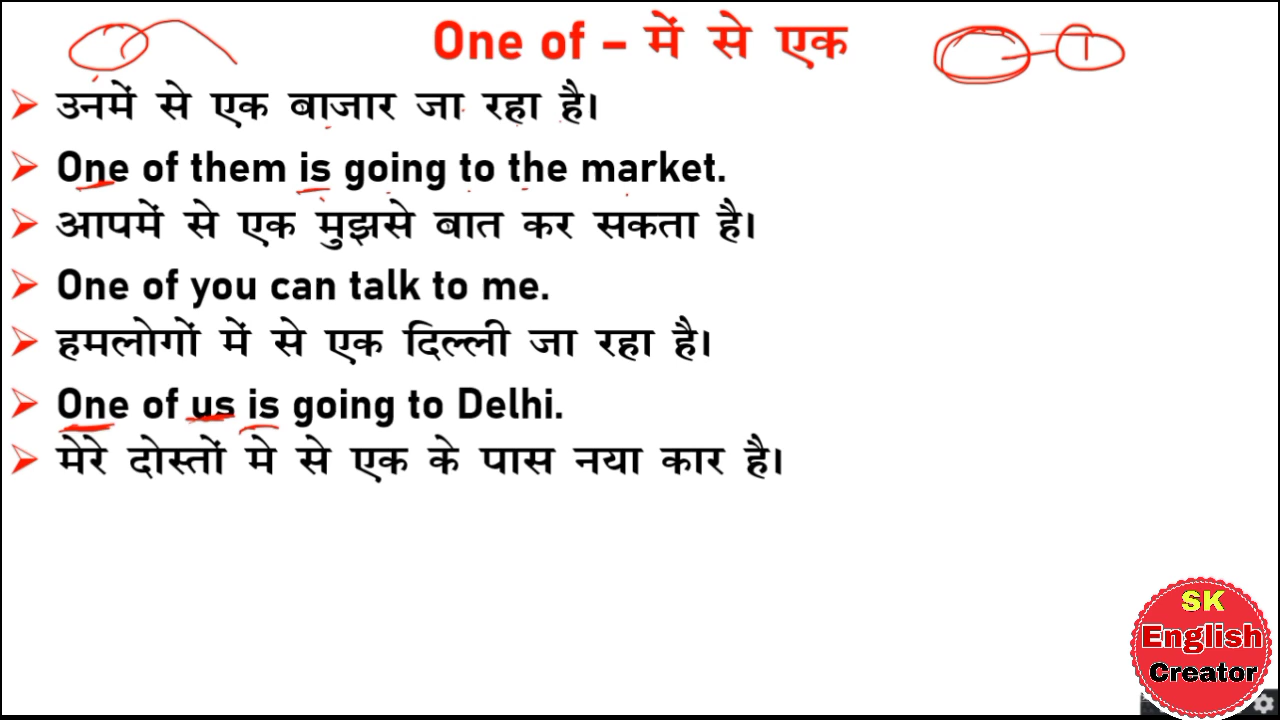 One of – में से एक
उनमें से एक बाजार जा रहा है।
One of them is going to the market.
आपमें से एक मुझसे बात कर सकता है।
One of you can talk to me.
हमलोगों में से एक दिल्ली जा रहा है।
One of us is going to Delhi.
मेरे दोस्तों मे से एक के पास नया कार है।
SK
English
Creator